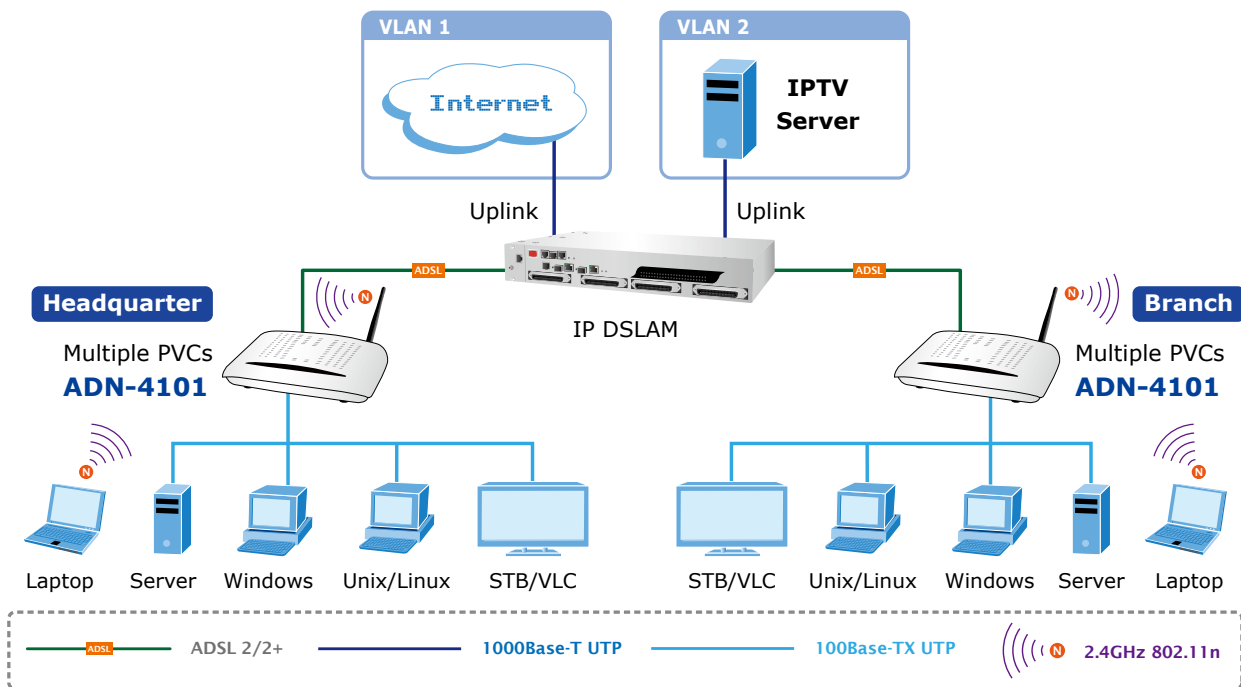 VLAN 1
VLAN 2
Internet
IPTV
Server
Uplink
Uplink
ADSL
ADSL
N
N
Headquarter
Branch
IP DSLAM
Multiple PVCs
ADN-4101
Multiple PVCs
ADN-4101
N
N
Laptop
Server
Windows
Unix/Linux
STB/VLC
STB/VLC
Unix/Linux
Windows
Server
Laptop
ADSL
ADSL 2/2+
1000Base-T UTP
100Base-TX UTP
N
2.4GHz 802.11n